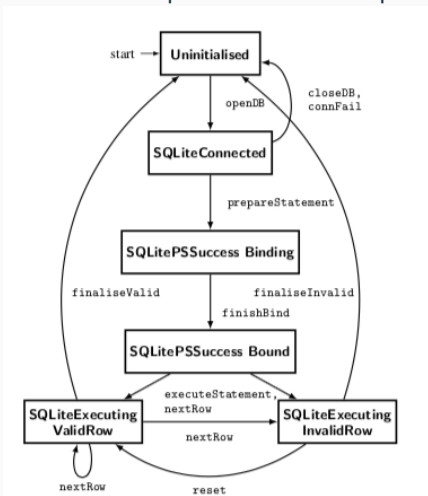 start
Uninitialised
openDB
closeDB,
connFail
SQLiteConnected
prepareStatement
SQLitePSSuccess Binding
finaliseValid
finaliseInvalid
finishBind
SQLitePSSuccess Bound
executeStatement,
nextRow
SQLiteExecuting
ValidRow
nextRow
SQLiteExecuting
InvalidRow
nextRow
reset